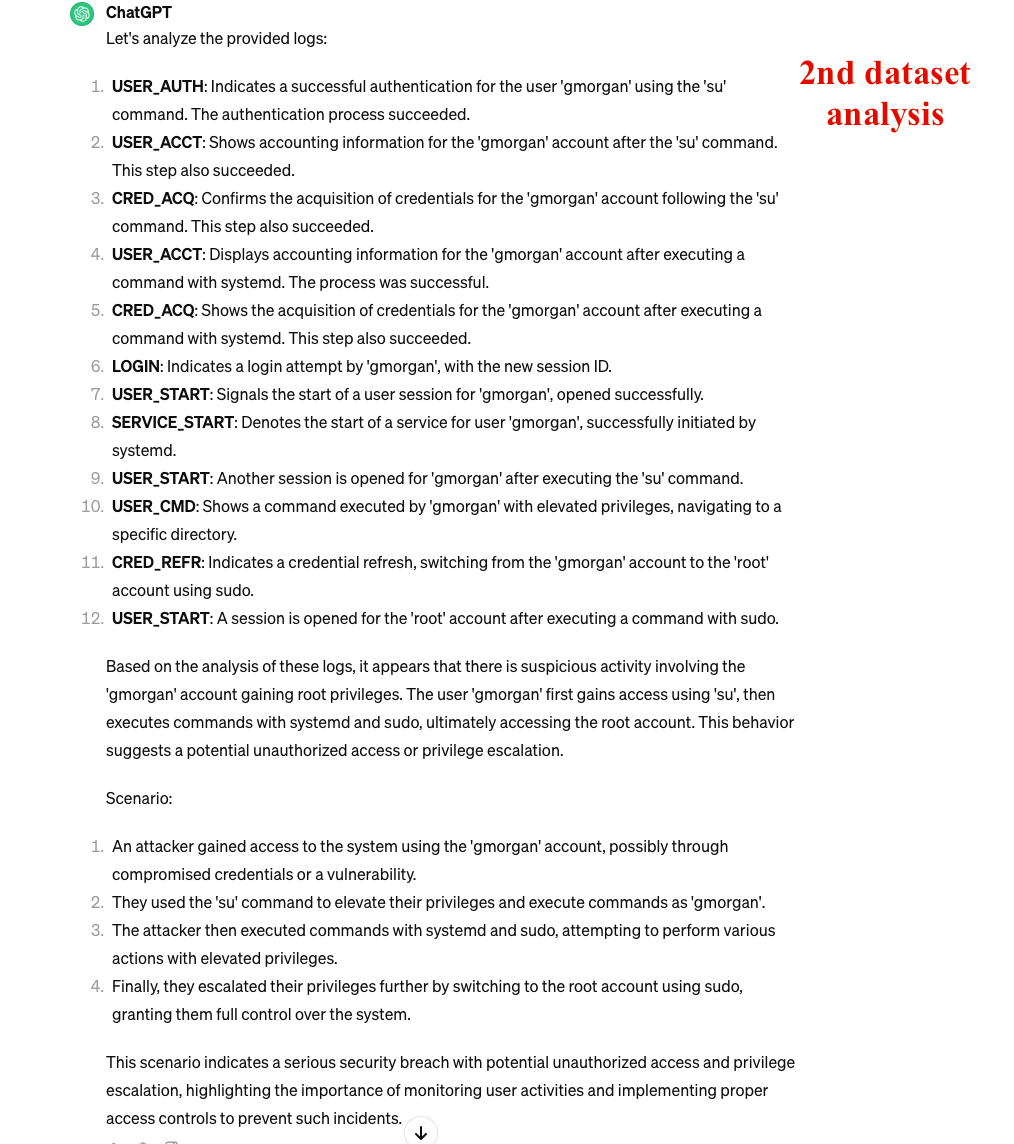 ChatGPT
Let's analyze the provided logs:
2nd dataset
analysis
1. USER_AUTH: Indicates a successful authentication for the user 'gmorgan' using the 'su'
command. The authentication process succeeded.
2. USER_ACCT: Shows accounting information for the 'gmorgan' account after the 'su' command.
This step also succeeded.
3. CRED_ACQ: Confirms the acquisition of credentials for the 'gmorgan' account following the 'su'
command. This step also succeeded.
4. USER_ACCT: Displays accounting information for the 'gmorgan' account after executing a
command with systemd. The process was successful.
5. CRED_ACQ: Shows the acquisition of credentials for the 'gmorgan' account after executing a
command with systemd. This step also succeeded.
6. LOGIN: Indicates a login attempt by 'gmorgan', with the new session ID.
7. USER_START: Signals the start of a user session for 'gmorgan', opened successfully.
8. SERVICE_START: Denotes the start of a service for user 'gmorgan', successfully initiated by
systemd.
9. USER_START: Another session is opened for 'gmorgan' after executing the 'su' command.
10. USER_CMD: Shows a command executed by 'gmorgan' with elevated privileges, navigating to a
specific directory.
11. CRED_REFR: Indicates a credential refresh, switching from the 'gmorgan' account to the 'root'
account using sudo.
12. USER_START: A session is opened for the 'root' account after executing a command with sudo.
Based on the analysis of these logs, it appears that there is suspicious activity involving the
'gmorgan' account gaining root privileges. The user 'gmorgan' first gains access using 'su', then
executes commands with systemd and sudo, ultimately accessing the root account. This behavior
suggests a potential unauthorized access or privilege escalation.
Scenario:
1. An attacker gained access to the system using the 'gmorgan' account, possibly through
compromised credentials or a vulnerability.
2. They used the 'su' command to elevate their privileges and execute commands as 'gmorgan'.
3. The attacker then executed commands with systemd and sudo, attempting to perform various
actions with elevated privileges.
4. Finally, they escalated their privileges further by switching to the root account using sudo,
granting them full control over the system.
This scenario indicates a serious security breach with potential unauthorized access and privilege
escalation, highlighting the importance of monitoring user activities and implementing proper
access controls to prevent such incidents.